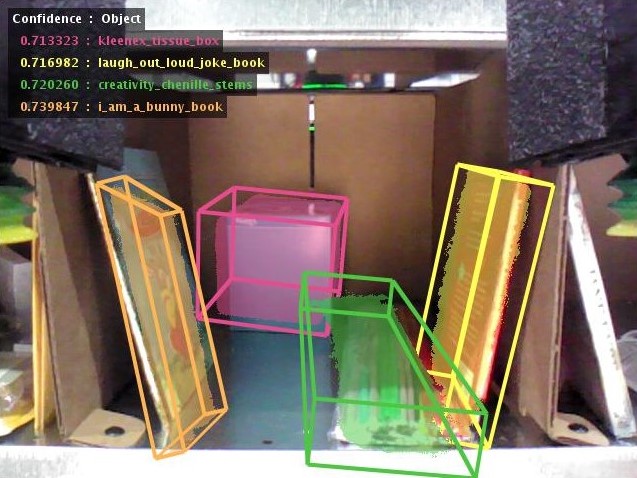 Confidence : Object
0.713323 : kleenex_tissue_box
0.716982 : laugh_out_loud_joke_book
0.720260 : creativity_chenille_stems
0.739847 : i_am_a_bunny_book